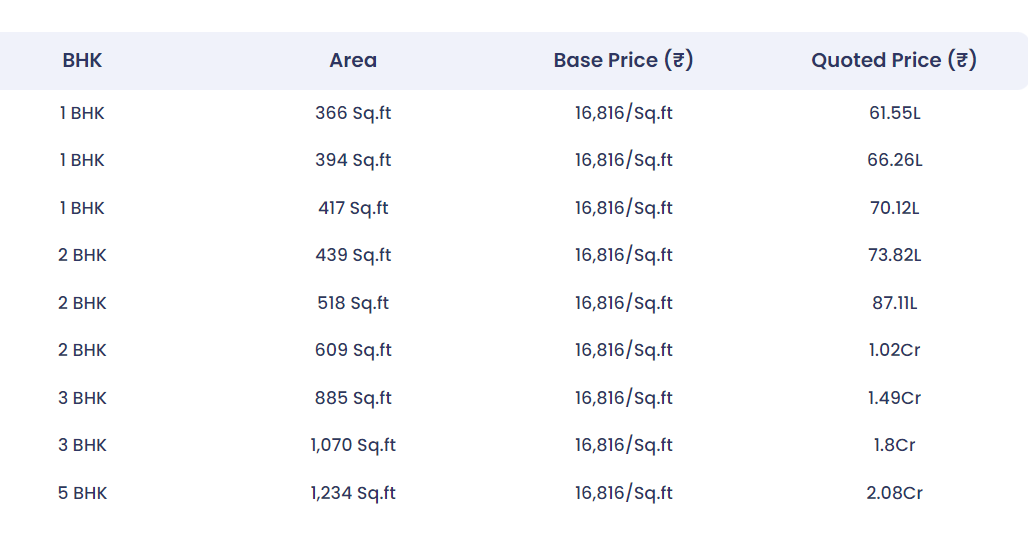 BHK Area Base Price (₹) Quoted Price (₹)
1 BHK 366 Sq.ft 16,816/Sq.ft 61.55L
1 BHK 394 Sq.ft 16,816/Sq.ft 66.26L
1 BHK 417 Sq.ft 16,816/Sq.ft 70.12L
2 BHK 439 Sq.ft 16,816/Sq.ft 73.82L
2 BHK 518 Sq.ft 16,816/Sq.ft 87.11L
2 BHK 609 Sq.ft 16,816/Sq.ft 1.02Cr
3 BHK 885 Sq.ft 16,816/Sq.ft 1.49Cr
3 BHK 1,070 Sq.ft 16,816/Sq.ft 1.8Cr
5 BHK 1,234 Sq.ft 16,816/Sq.ft 2.08Cr